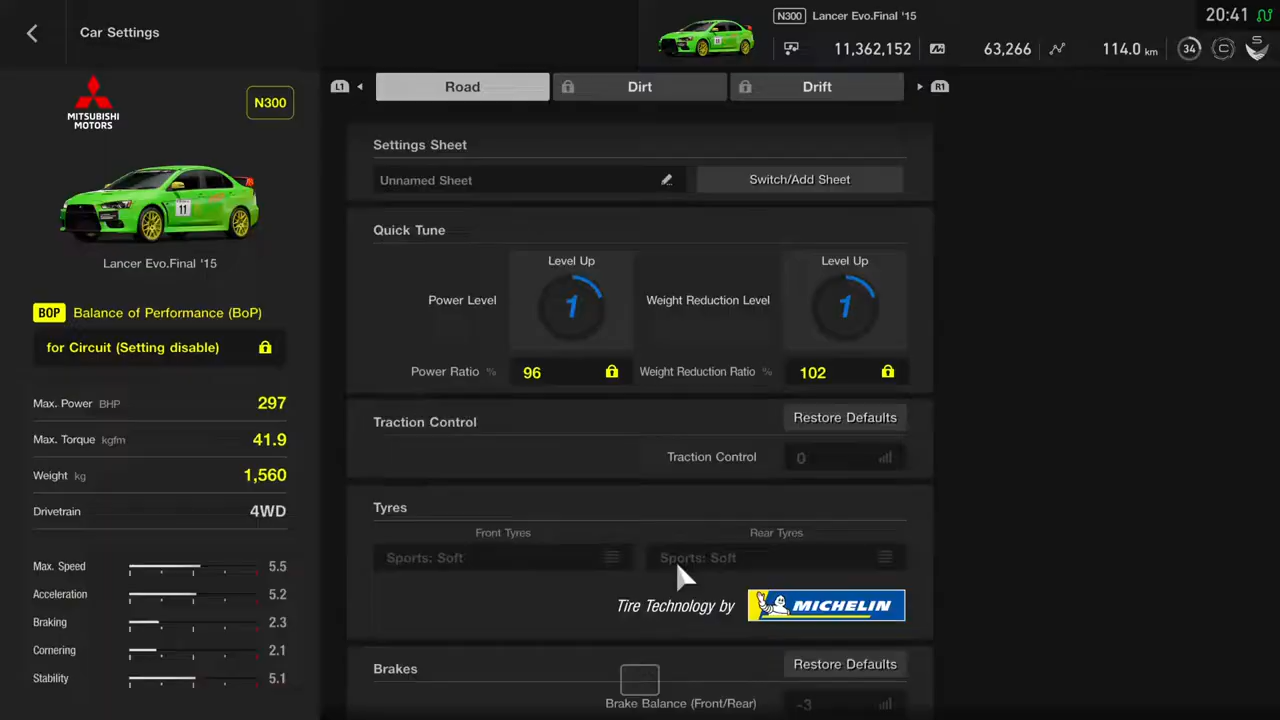 Car Settings
N300 Lancer Evo.Final '15
11,362,152 63,266 114.0 km 34 C S
20:41
MITSUBISHI
MOTORS
N300
11
Lancer Evo.Final '15
BOP Balance of Performance (BoP)
for Circuit (Setting disable)
Max. Power BHP 297
Max. Torque kgfm 41.9
Weight kg 1,560
Drivetrain 4WD
Max. Speed 5.5
Acceleration 5.2
Braking 2.3
Cornering 2.1
Stability 5.1
L1 Road Dirt Drift R1
Settings Sheet
Unnamed Sheet Switch/Add Sheet
Quick Tune
Level Up Level Up
Power Level 1 Weight Reduction Level 1
Power Ratio % 96 Weight Reduction Ratio % 102
Traction Control Restore Defaults
Traction Control 0
Tyres
Front Tyres Rear Tyres
Sports: Soft Sports: Soft
Tire Technology by MICHELIN
Brakes Restore Defaults
Brake Balance (Front/Rear) -3